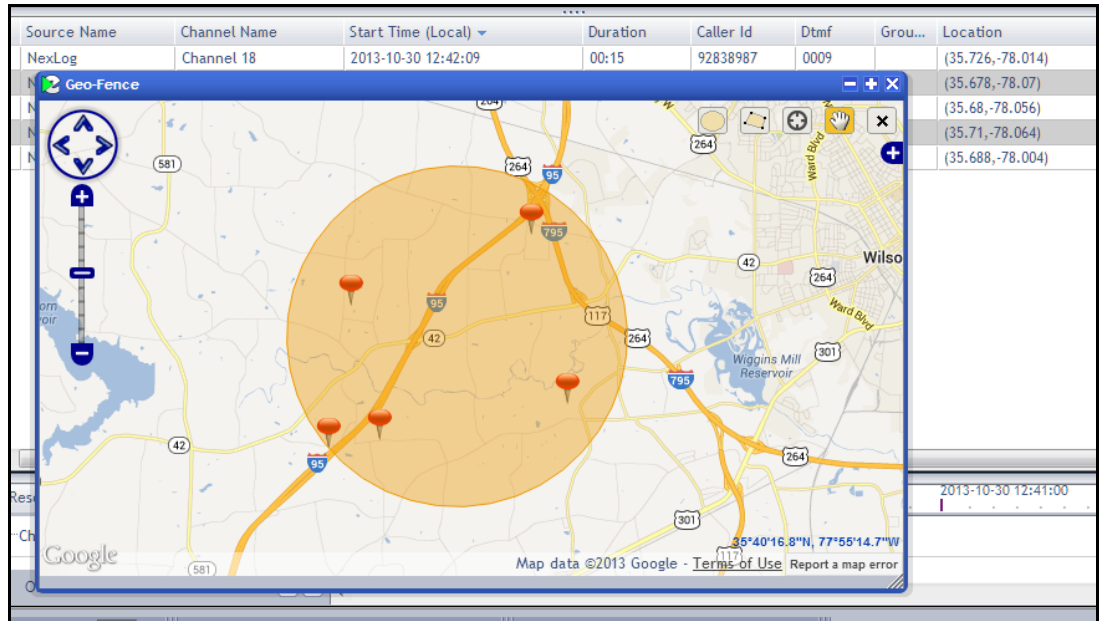 Source Name Channel Name Start Time (Local) Duration Caller Id Dtmf Grou... Location
NexLog Channel 18 2013-10-30 12:42:09 00:15 92838987 0009 (35.726,-78.014)
(35.678,-78.07)
(35.68,-78.056)
(35.71,-78.064)
(35.688,-78.004)
Geo-Fence
264
264
581
264
95
Ward Blvd
795
42
Wilso
264
95
Ward Blvd
117
42
264
301
Wiggins Mill
Reservoir
795
42
95
264
301
2013-10-30 12:41:00
35°40'16.8"N, 77°55'14.7"W
Google
581
117
Map data ©2013 Google - Terms of Use Report a map error